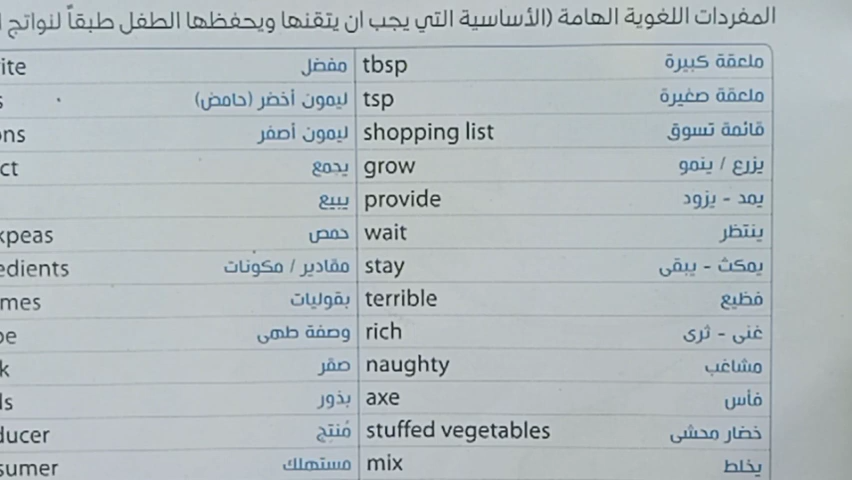 المفردات اللغوية الهامة (الأساسية التي يجب ان يتقنها ويحفظها الطفل طبقاً لنواتج
ite مفضل tbsp ملعقة كبيرة
s ليمون أخضر (حامض) tsp ملعقة صغيرة
ons ليمون أصفر shopping list قائمة تسوق
ct يجمع grow يزرع / ينمو
يبيع provide يمد - يزود
kpeas حمص wait ينتظر
edients مقادير / مكونات stay يمكث - يبقى
mes بقوليات terrible فظيع
pe وصفة طهى rich غنى - ثرى
k صقر naughty مشاغب
ds بذور axe فأس
ducer مُنتج stuffed vegetables خضار محشى
sumer مستهلك mix يخلط